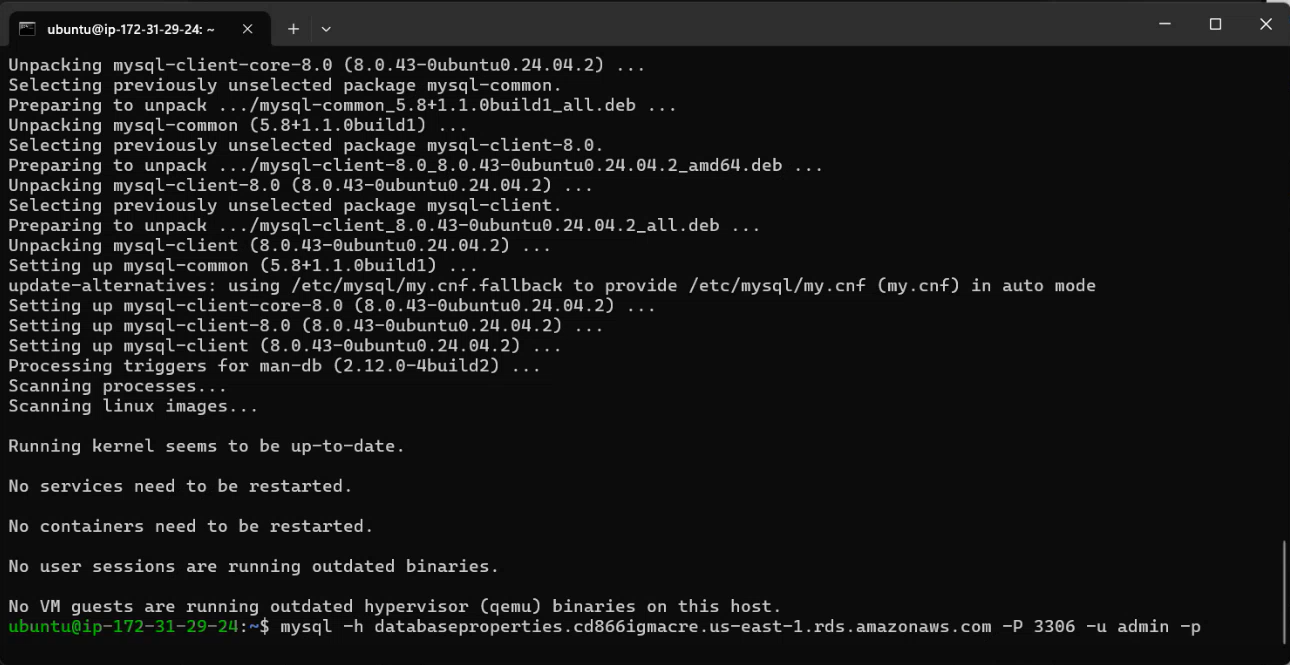 ubuntu@ip-172-31-29-24: ~
Unpacking mysql-client-core-8.0 (8.0.43-0ubuntu0.24.04.2) ...
Selecting previously unselected package mysql-common.
Preparing to unpack .../mysql-common_5.8+1.1.0build1_all.deb ...
Unpacking mysql-common (5.8+1.1.0build1) ...
Selecting previously unselected package mysql-client-8.0.
Preparing to unpack .../mysql-client-8.0_8.0.43-0ubuntu0.24.04.2_amd64.deb ...
Unpacking mysql-client-8.0 (8.0.43-0ubuntu0.24.04.2) ...
Selecting previously unselected package mysql-client.
Preparing to unpack .../mysql-client_8.0.43-0ubuntu0.24.04.2_all.deb ...
Unpacking mysql-client (8.0.43-0ubuntu0.24.04.2) ...
Setting up mysql-common (5.8+1.1.0build1) ...
update-alternatives: using /etc/mysql/my.cnf.fallback to provide /etc/mysql/my.cnf (my.cnf) in auto mode
Setting up mysql-client-core-8.0 (8.0.43-0ubuntu0.24.04.2) ...
Setting up mysql-client-8.0 (8.0.43-0ubuntu0.24.04.2) ...
Setting up mysql-client (8.0.43-0ubuntu0.24.04.2) ...
Processing triggers for man-db (2.12.0-4build2) ...
Scanning processes...
Scanning linux images...
Running kernel seems to be up-to-date.
No services need to be restarted.
No containers need to be restarted.
No user sessions are running outdated binaries.
No VM guests are running outdated hypervisor (qemu) binaries on this host.
ubuntu@ip-172-31-29-24:~$ mysql -h databaseproperties.cd866igmacre.us-east-1.rds.amazonaws.com -P 3306 -u admin -p